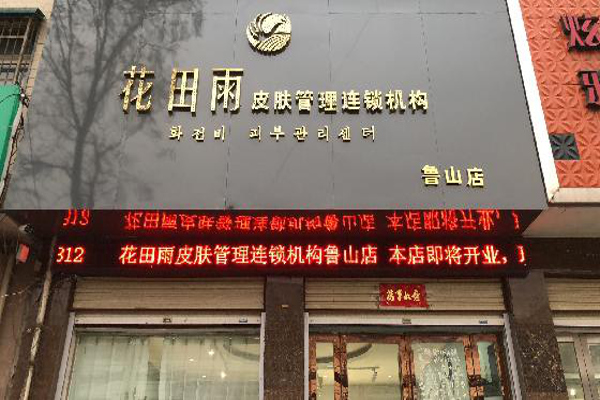 花田雨 皮肤管理连锁机构
화전비 피부관리센터
鲁山店
312 花田雨皮肤管理连锁机构鲁山店 本店即将开业，